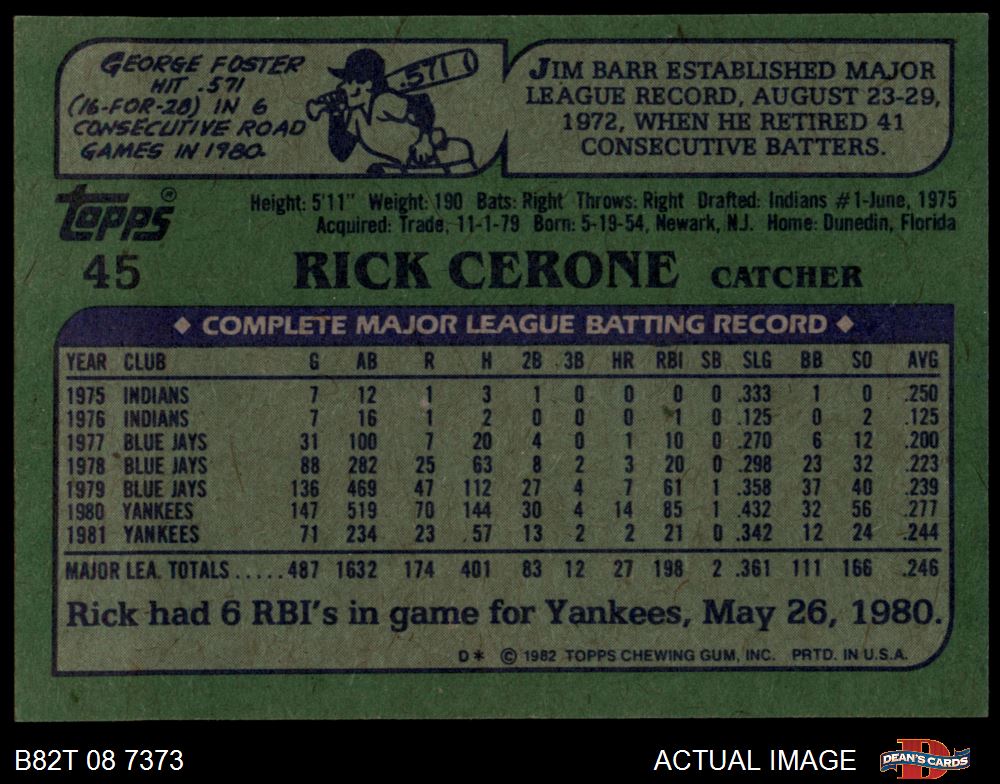 GEORGE FOSTER
HIT .571
(16-FOR-28) IN 6
CONSECUTIVE ROAD
GAMES IN 1980.
.571
JIM BARR ESTABLISHED MAJOR
LEAGUE RECORD, AUGUST 23-29,
1972, WHEN HE RETIRED 41
CONSECUTIVE BATTERS.
Topps®
Height: 5'11" Weight: 190 Bats: Right Throws: Right Drafted: Indians #1-June, 1975
Acquired: Trade, 11-1-79 Born: 5-19-54, Newark, N.J. Home: Dunedin, Florida
45 RICK CERONE CATCHER
◆ COMPLETE MAJOR LEAGUE BATTING RECORD ◆
YEAR CLUB G AB R H 2B 3B HR RBI SB SLG BB SO AVG
1975 INDIANS 7 12 1 3 1 0 0 0 0 .333 1 0 .250
1976 INDIANS 7 16 1 2 0 0 0 1 0 .125 0 2 .125
1977 BLUE JAYS 31 100 7 20 4 0 1 10 0 .270 6 12 .200
1978 BLUE JAYS 88 282 25 63 8 2 3 20 0 .298 23 32 .223
1979 BLUE JAYS 136 469 47 112 27 4 7 61 1 .358 37 40 .239
1980 YANKEES 147 519 70 144 30 4 14 85 1 .432 32 56 .277
1981 YANKEES 71 234 23 57 13 2 2 21 0 .342 12 24 .244
MAJOR LEA. TOTALS.....487 1632 174 401 83 12 27 198 2 .361 111 166 .246
Rick had 6 RBI's in game for Yankees, May 26, 1980.
D* © 1982 TOPPS CHEWING GUM, INC. PRTD. IN U.S.A.
B82T 08 7373 ACTUAL IMAGE D DEAN'S CARDS